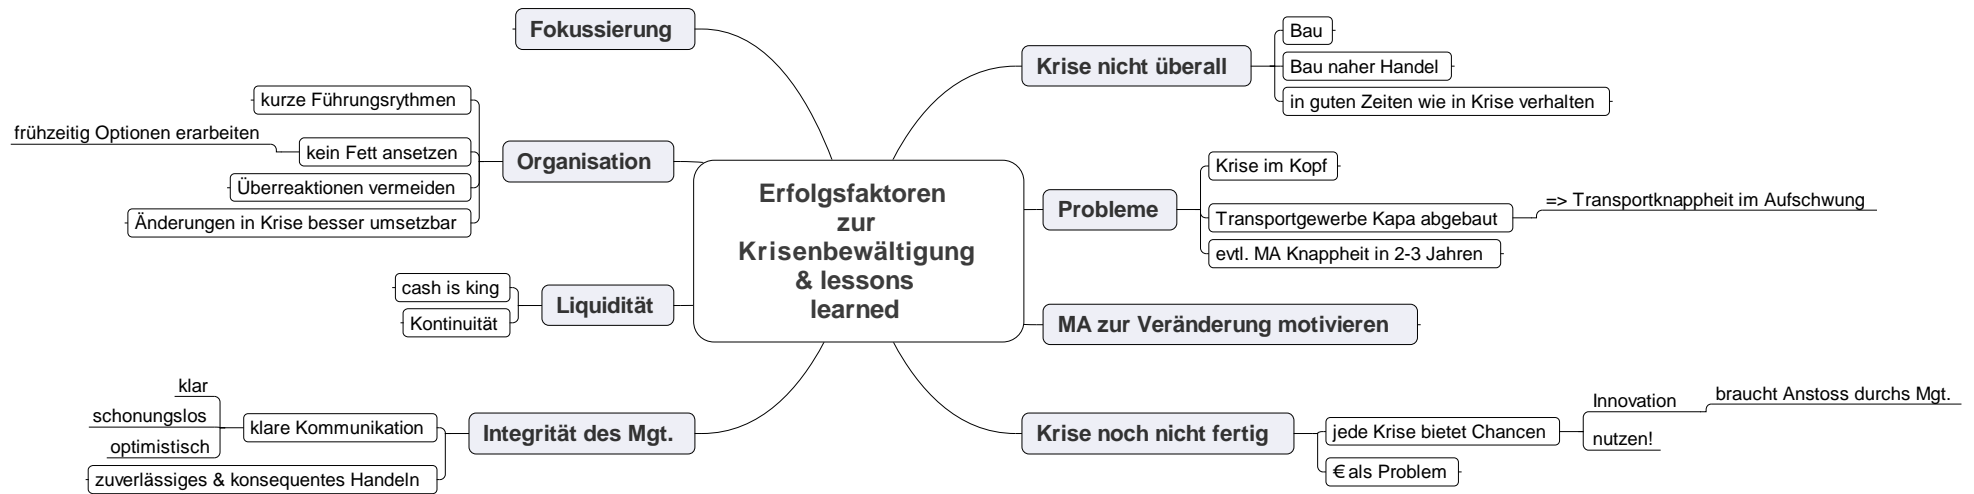 Erfolgsfaktoren
zur
Krisenbewältigung
& lessons
learned
Krise nicht überall
Bau
Bau naher Handel
in guten Zeiten wie in Krise verhalten
Probleme
Krise im Kopf
Transportgewerbe Kapa abgebaut
=> Transportknappheit im Aufschwung
evtl. MA Knappheit in 2-3 Jahren
MA zur Veränderung motivieren
Krise noch nicht fertig
jede Krise bietet Chancen
Innovation
braucht Anstoss durchs Mgt.
nutzen!
€ als Problem
Fokussierung
Organisation
kurze Führungsrythmen
kein Fett ansetzen
frühzeitig Optionen erarbeiten
Überreaktionen vermeiden
Änderungen in Krise besser umsetzbar
Liquidität
cash is king
Kontinuität
Integrität des Mgt.
klare Kommunikation
klar
schonungslos
optimistisch
zuverlässiges & konsequentes Handeln